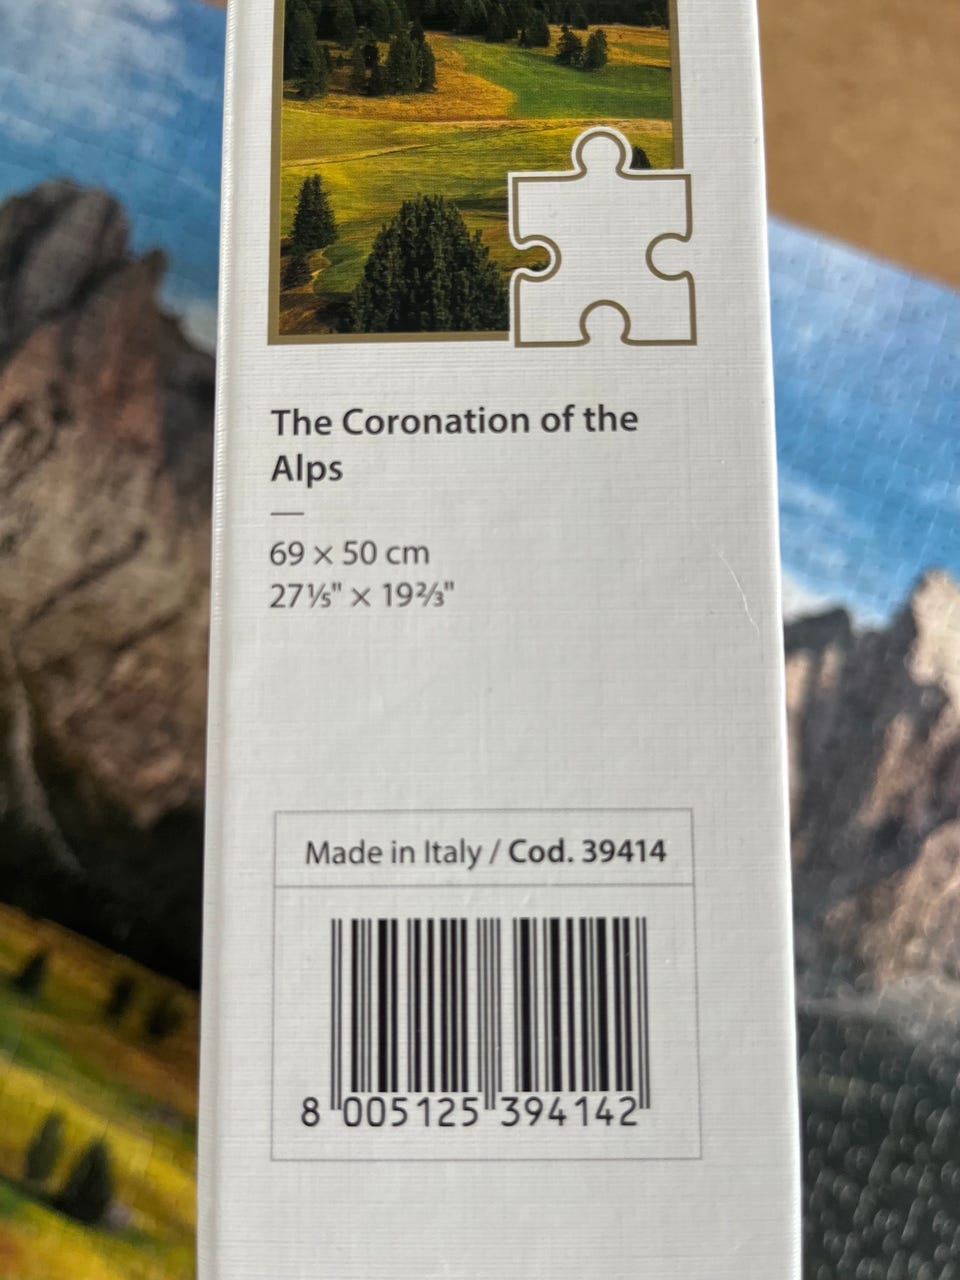 The Coronation of the
Alps
69 × 50 cm
27⅕" × 19⅔"
Made in Italy / Cod. 39414
8 005125 394142